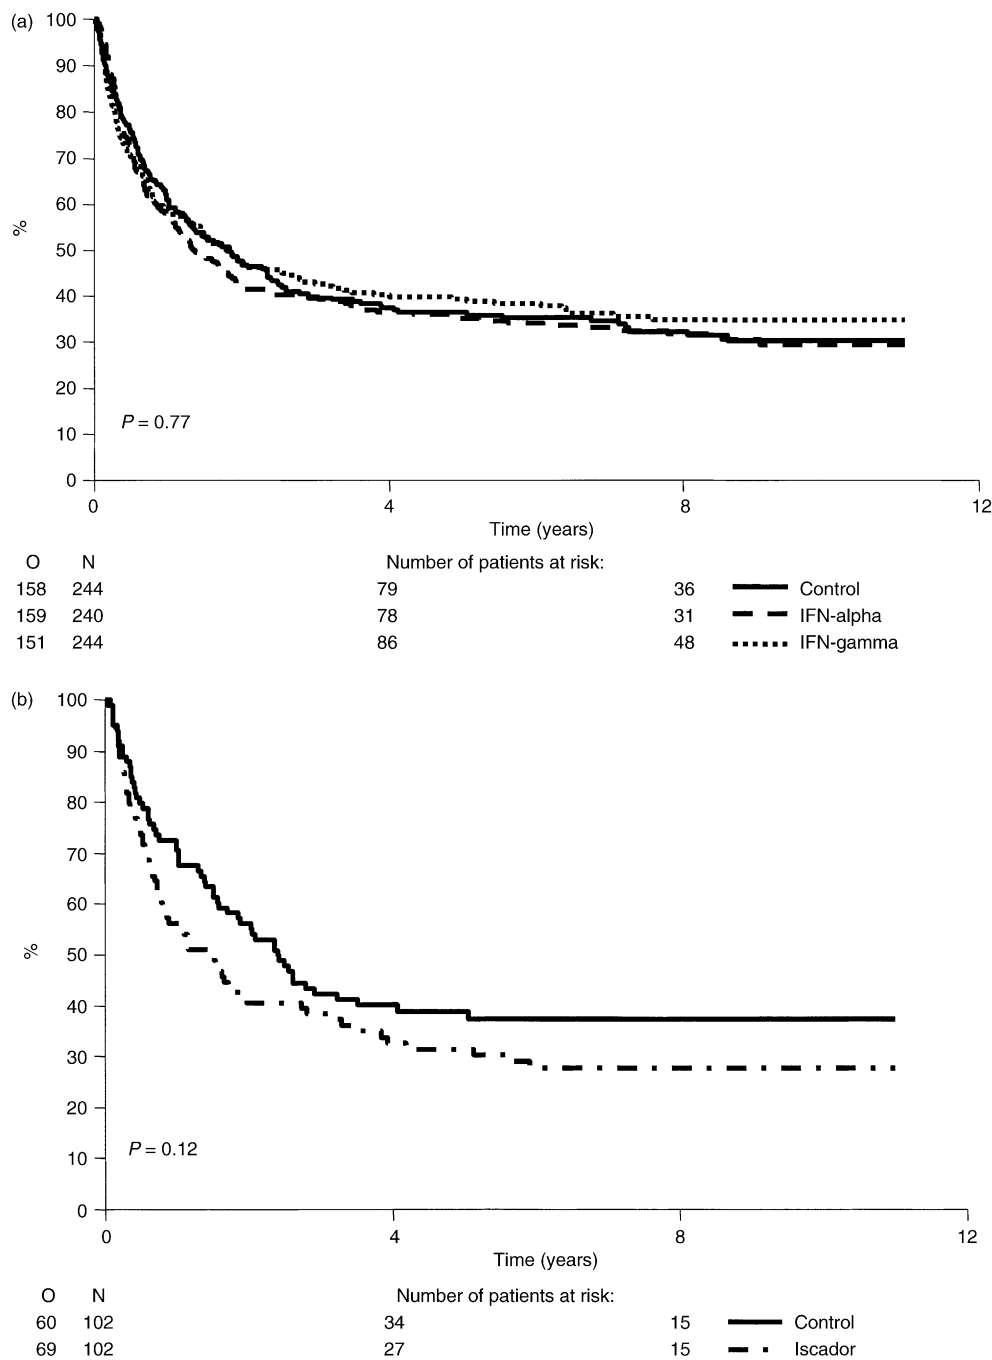 (a)
100
90
80
70
60
50
40
30
20
10
0
%
P = 0.77
0 4 8 12
Time (years)
O N Number of patients at risk:
158 244 79 36 Control
159 240 78 31 IFN-alpha
151 244 86 48 IFN-gamma
(b)
100
90
80
70
60
50
40
30
20
10
0
%
P = 0.12
0 4 8 12
Time (years)
O N Number of patients at risk:
60 102 34 15 Control
69 102 27 15 Iscador